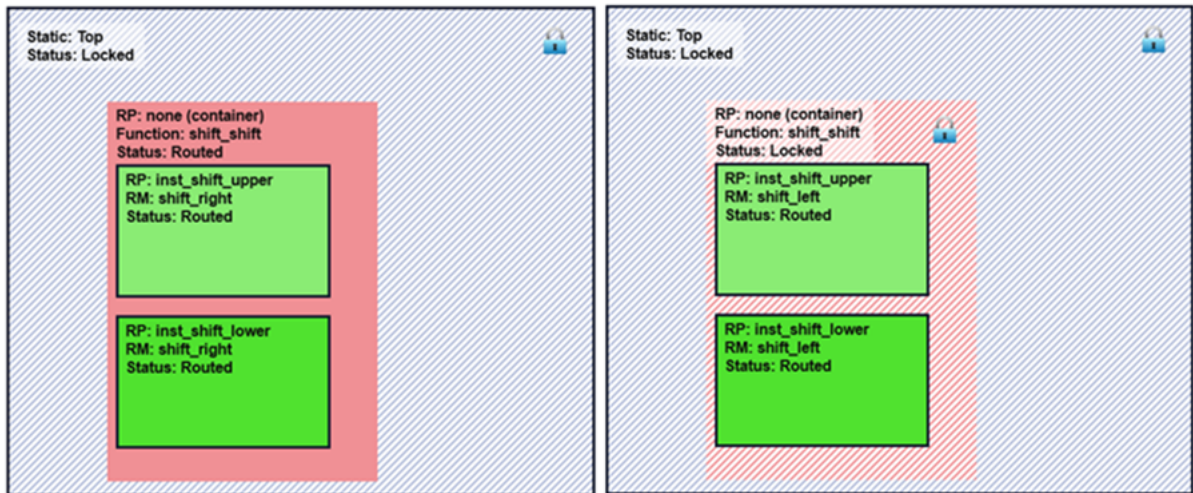 Static: Top
Status: Locked
RP: none (container)
Function: shift_shift
Status: Routed
RP: inst_shift_upper
RM: shift_right
Status: Routed
RP: inst_shift_lower
RM: shift_right
Status: Routed
Static: Top
Status: Locked
RP: none (container)
Function: shift_shift
Status: Locked
RP: inst_shift_upper
RM: shift_left
Status: Routed
RP: inst_shift_lower
RM: shift_left
Status: Routed